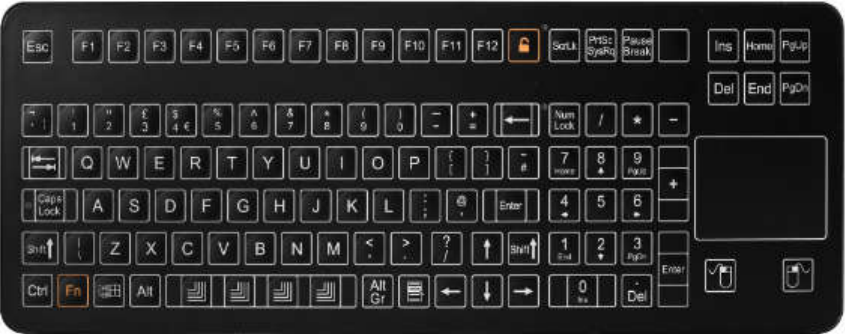 Esc F1 F2 F3 F4 F5 F6 F7 F8 F9 F10 F11 F12 ScrLk PrtSc SysRq Pause Break Ins Home PgUp
Del End PgDn
! 1 " 2 £ 3 $ 4 € % 5 ^ 6 & 7 * 8 ( 9 ) 0 _ - + = Num Lock / * -
Q W E R T Y U I O P { [ } ] ~ # 7 Home 8 9 PgUp +
Caps Lock A S D F G H J K L : ; @ ' Enter 4 5 6
Shift | \ Z X C V B N M < , > . ? / Shift 1 End 2 3 PgDn Enter
Ctrl Fn Alt Alt Gr 0 Ins . Del